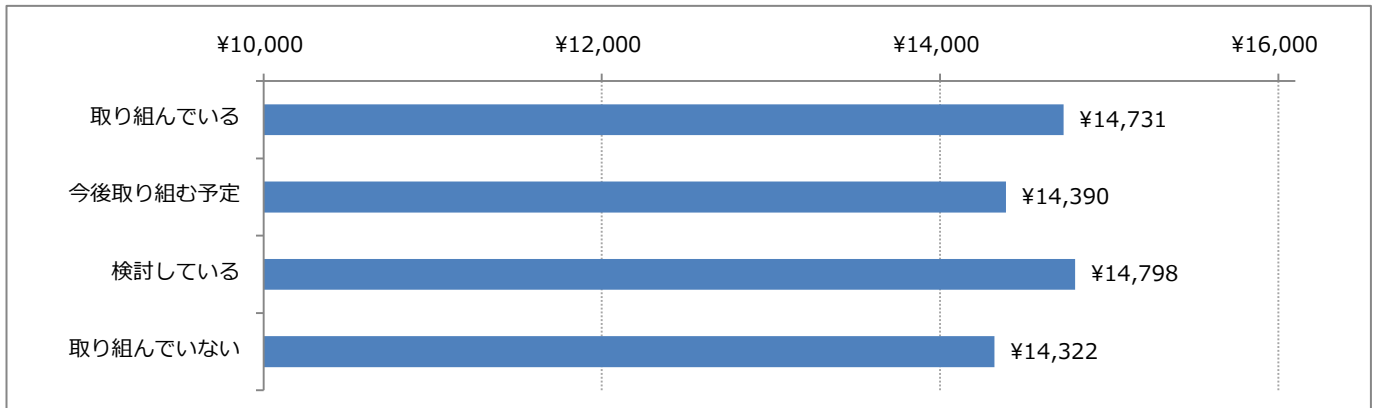 ¥10,000 ¥12,000 ¥14,000 ¥16,000
取り組んでいる ¥14,731
今後取り組む予定 ¥14,390
検討している ¥14,798
取り組んでいない ¥14,322